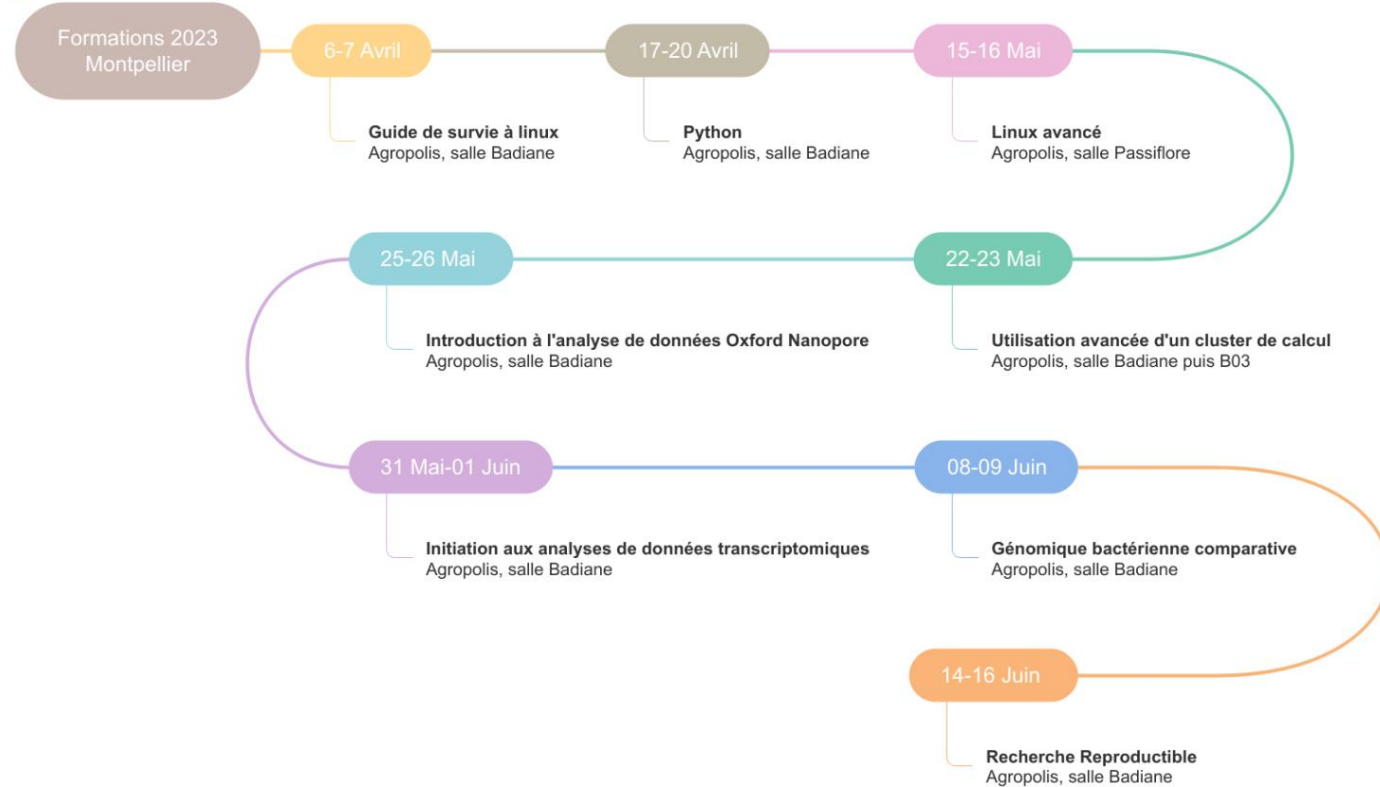 Formations 2023
Montpellier
6-7 Avril
Guide de survie à linux
Agropolis, salle Badiane
17-20 Avril
Python
Agropolis, salle Badiane
15-16 Mai
Linux avancé
Agropolis, salle Passiflore
22-23 Mai
Utilisation avancée d'un cluster de calcul
Agropolis, salle Badiane puis B03
25-26 Mai
Introduction à l'analyse de données Oxford Nanopore
Agropolis, salle Badiane
31 Mai-01 Juin
Initiation aux analyses de données transcriptomiques
Agropolis, salle Badiane
08-09 Juin
Génomique bactérienne comparative
Agropolis, salle Badiane
14-16 Juin
Recherche Reproductible
Agropolis, salle Badiane